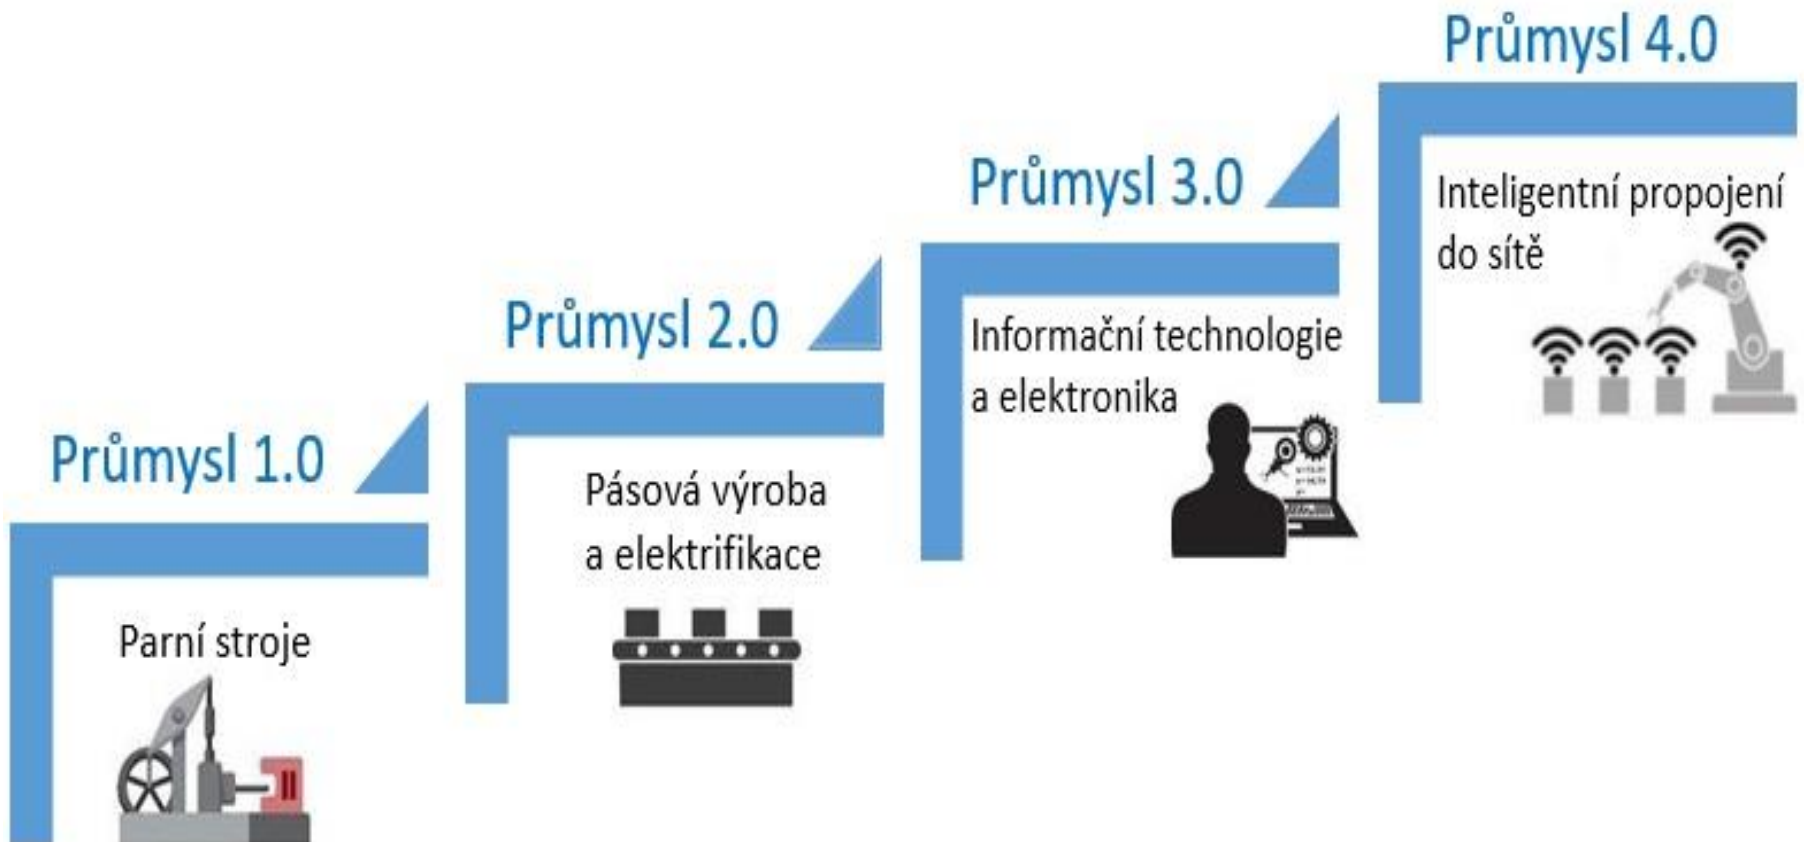 Průmysl 1.0
Parní stroje
Průmysl 2.0
Pásová výroba
a elektrifikace
Průmysl 3.0
Informační technologie
a elektronika
Průmysl 4.0
Inteligentní propojení
do sítě